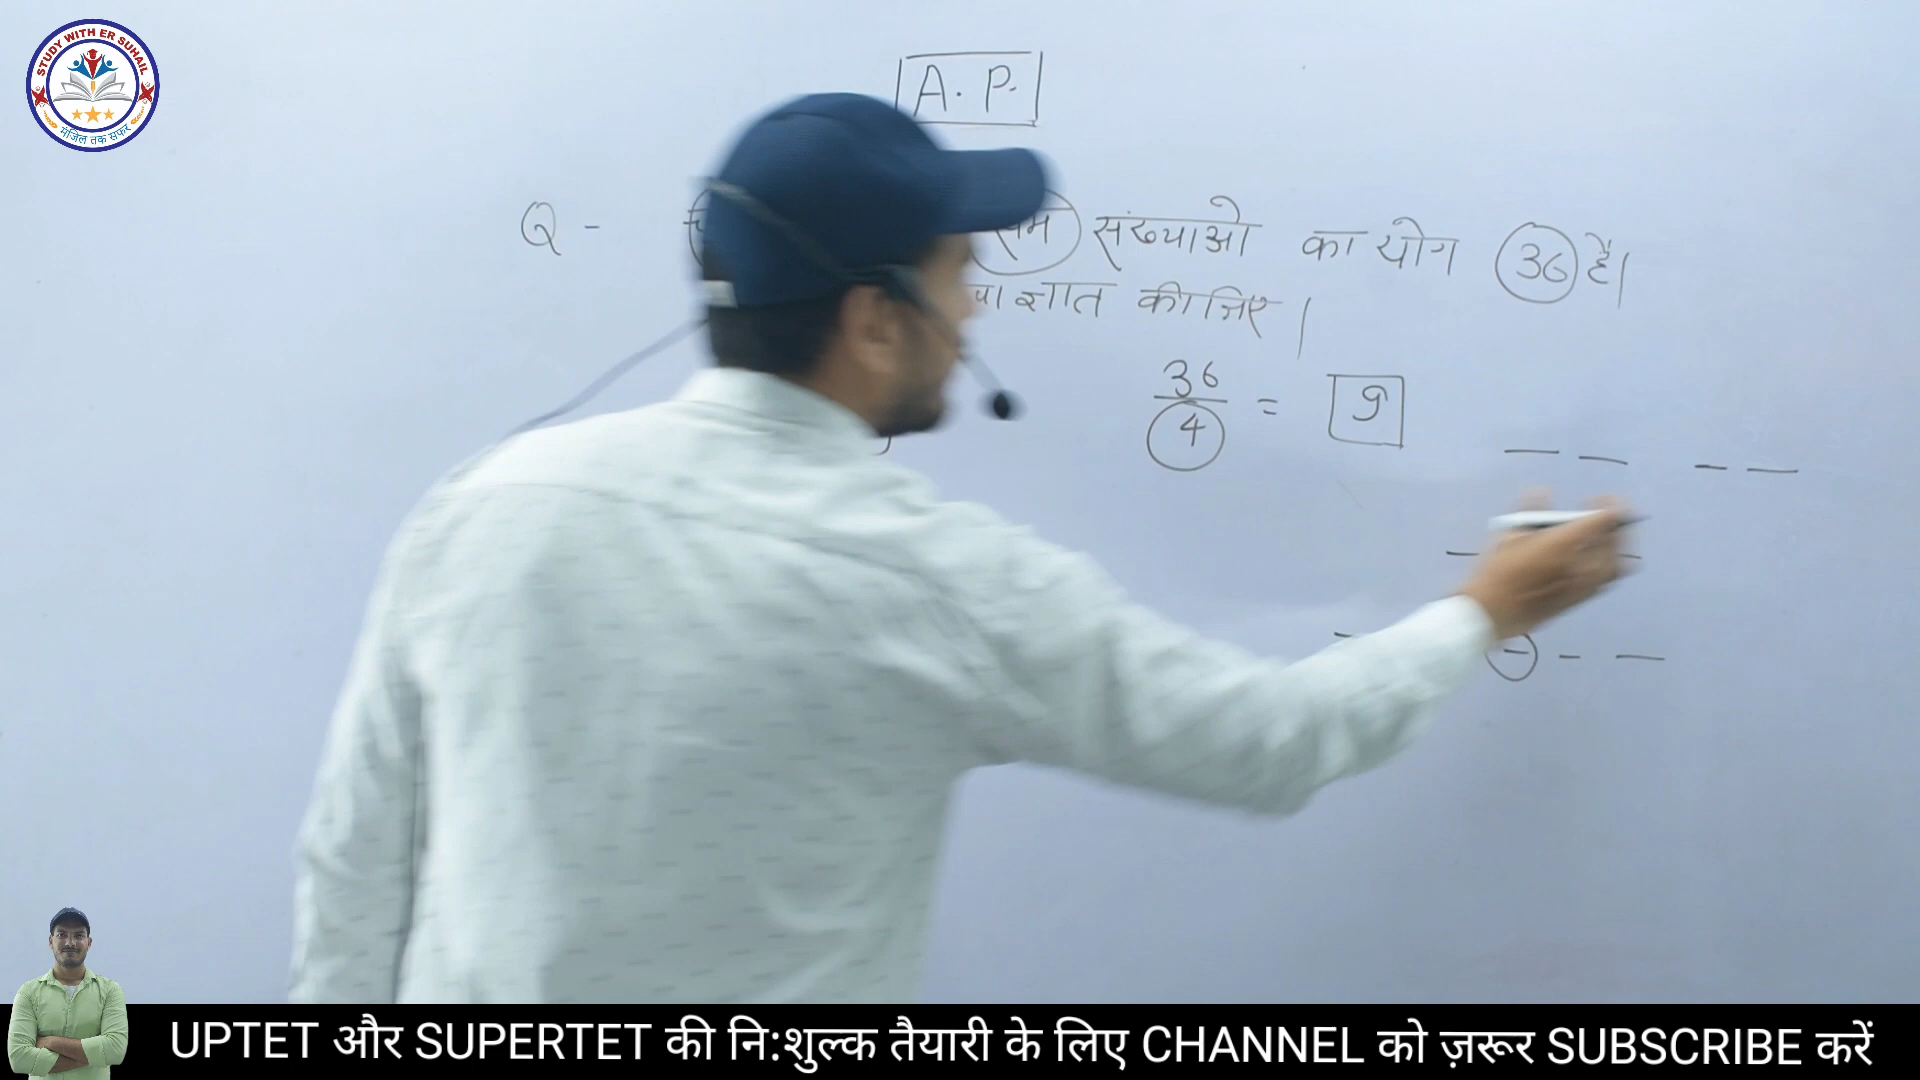 STUDY WITH ER SUHAIL
मंजिल तक सफर
A. P.
Q - संख्याओ का योग 36 है।
ज्ञात कीजिए।
36
4
= 9
UPTET और SUPERTET की नि:शुल्क तैयारी के लिए CHANNEL को ज़रूर SUBSCRIBE करें